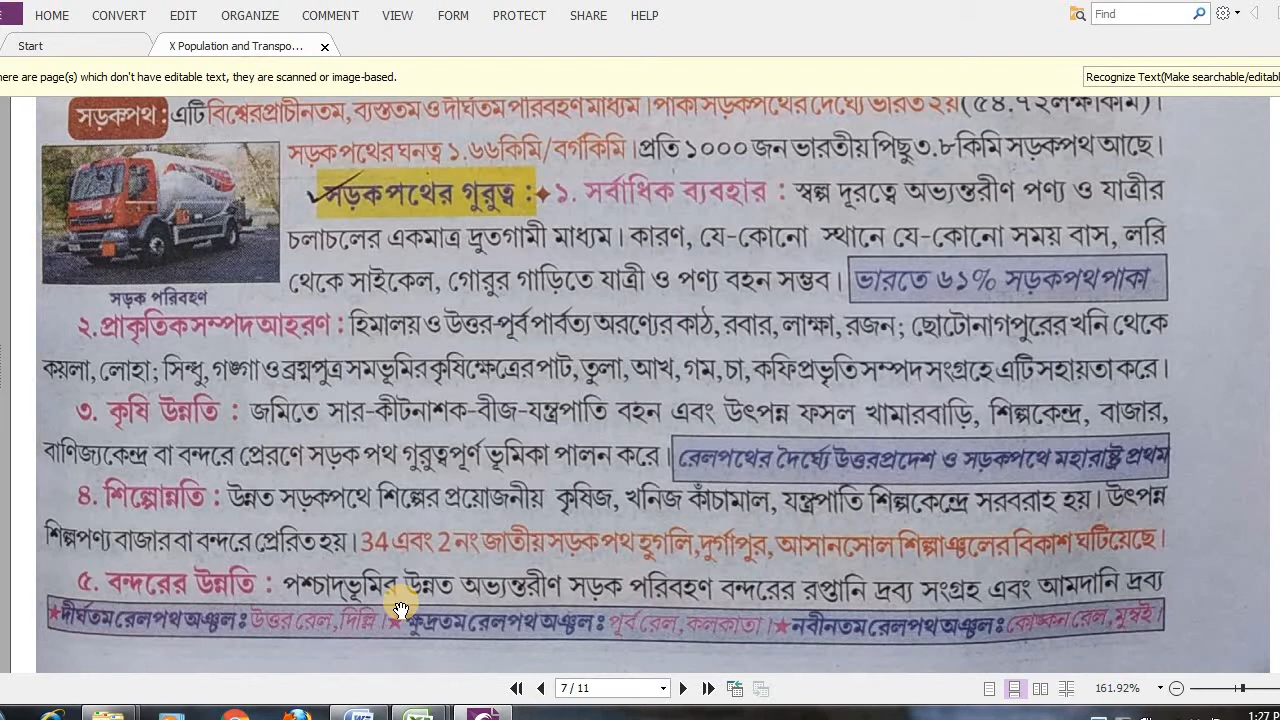 HOME CONVERT EDIT ORGANIZE COMMENT VIEW FORM PROTECT SHARE HELP Find
Start X Population and Transpo... ×
here are page(s) which don't have editable text, they are scanned or image-based. Recognize Text(Make searchable/editabl
সড়কপথ : এটি বিশ্বের প্রাচীনতম, ব্যস্ততম ও দীর্ঘতম পরিবহণ মাধ্যম। পাকা সড়কপথের দৈর্ঘ্যে ভারত ২য় (৫৪.৭২ লক্ষ কিমি)।
সড়কপথের ঘনত্ব ১.৬৬কিমি/বর্গকিমি। প্রতি ১০০০ জন ভারতীয় পিছু ৩.৮ কিমি সড়কপথ আছে।
সড়কপথের গুরুত্ব : ১. সর্বাধিক ব্যবহার : স্বল্প দূরত্বে অভ্যন্তরীণ পণ্য ও যাত্রীর
চলাচলের একমাত্র দ্রুতগামী মাধ্যম। কারণ, যে-কোনো স্থানে যে-কোনো সময় বাস, লরি
থেকে সাইকেল, গোরুর গাড়িতে যাত্রী ও পণ্য বহন সম্ভব। ভারতে ৬১% সড়কপথ পাকা
সড়ক পরিবহণ
২. প্রাকৃতিক সম্পদ আহরণ : হিমালয় ও উত্তর-পূর্ব পার্বত্য অরণ্যের কাঠ, রবার, লাক্ষা, রজন; ছোটোনাগপুরের খনি থেকে
কয়লা, লোহা; সিন্ধু, গঙ্গা ও ব্রহ্মপুত্র সমভূমির কৃষিক্ষেত্রের পাট, তুলা, আখ, গম, চা, কফি প্রভৃতি সম্পদ সংগ্রহে এটি সহায়তা করে।
৩. কৃষি উন্নতি : জমিতে সার-কীটনাশক-বীজ-যন্ত্রপাতি বহন এবং উৎপন্ন ফসল খামারবাড়ি, শিল্পকেন্দ্র, বাজার,
বাণিজ্যকেন্দ্র বা বন্দরে প্রেরণে সড়ক পথ গুরুত্বপূর্ণ ভূমিকা পালন করে। রেলপথের দৈর্ঘ্যে উত্তরপ্রদেশ ও সড়কপথে মহারাষ্ট্র প্রথম
৪. শিল্পোন্নতি : উন্নত সড়কপথে শিল্পের প্রয়োজনীয় কৃষিজ, খনিজ কাঁচামাল, যন্ত্রপাতি শিল্পকেন্দ্রে সরবরাহ হয়। উৎপন্ন
শিল্পপণ্য বাজার বা বন্দরে প্রেরিত হয়। 34 এবং 2 নং জাতীয় সড়ক পথ হুগলি, দুর্গাপুর, আসানসোল শিল্পাঞ্চলের বিকাশ ঘটিয়েছে।
৫. বন্দরের উন্নতি : পশ্চাদ্‌ভূমির উন্নত অভ্যন্তরীণ সড়ক পরিবহণ বন্দরের রপ্তানি দ্রব্য সংগ্রহ এবং আমদানি দ্রব্য
★দীর্ঘতম রেলপথ অঞ্চল : উত্তর রেল, দিল্লি। ★ক্ষুদ্রতম রেলপথ অঞ্চল : পূর্ব রেল, কলকাতা। ★নবীনতম রেলপথ অঞ্চল : কোঙ্কন রেল, মুম্বই।
7 / 11 161.92%
1:27 P